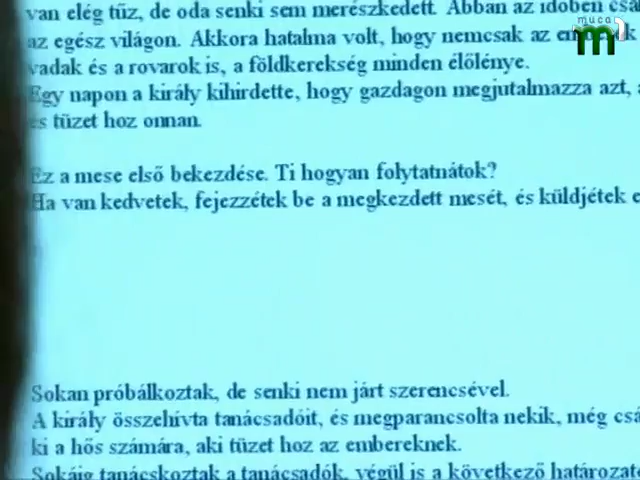 van elég tűz, de oda senki sem merészkedett. Abban az időben
az egész világon. Akkora hatalma volt, hogy nemcsak az
vadak és a rovarok is, a földkerekség minden élőlénye.
Egy napon a király kihirdette, hogy gazdagon megjutalmazza azt,
és tüzet hoz onnan.
Ez a mese első bekezdése. Ti hogyan folytatnátok?
Ha van kedvetek, fejezzétek be a megkezdett mesét, és küldjétek
Sokan próbálkoztak, de senki nem járt szerencsével.
A király összehívta tanácsadóit, és megparancsolta nekik, még
ki a hős számára, aki tüzet hoz az embereknek.
Sokáig tanácskoztak a tanácsadók, végül is a következő
muca
m